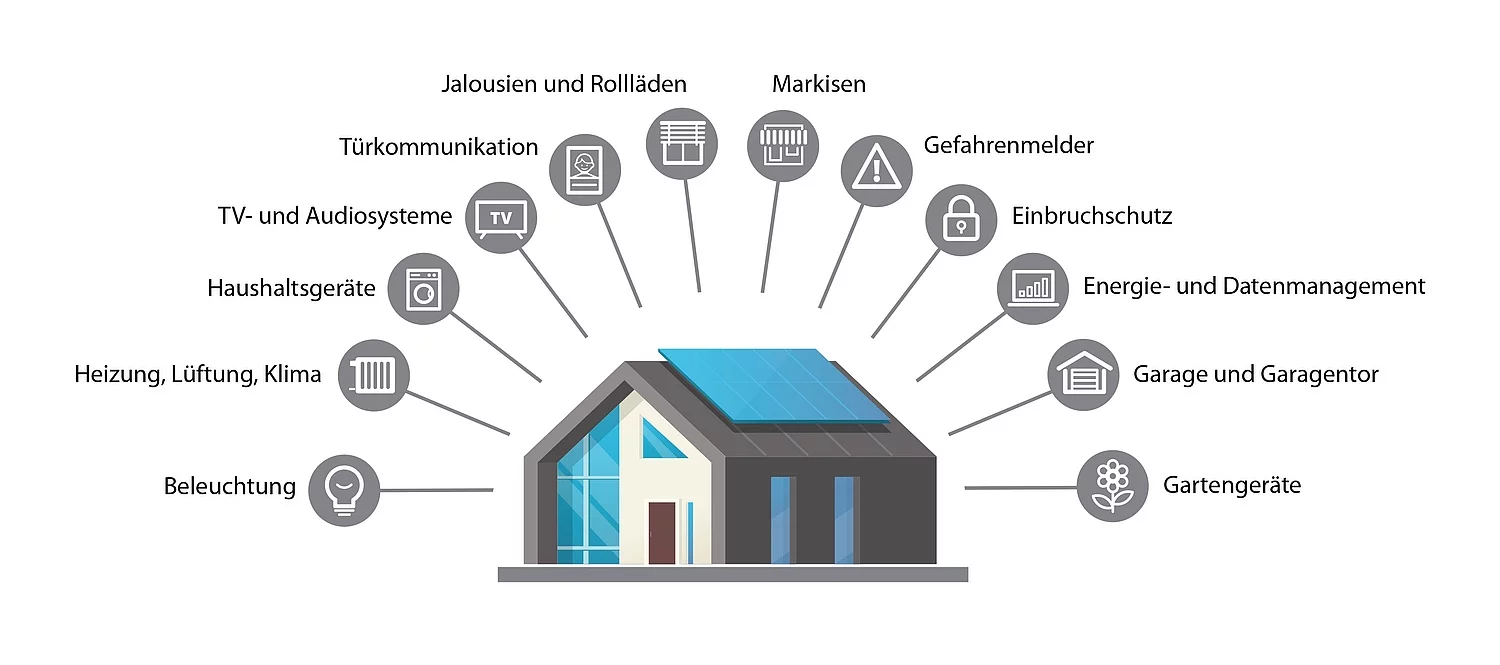 Jalousien und Rollläden
Markisen
Türkommunikation
Gefahrenmelder
TV- und Audiosysteme
TV
Einbruchschutz
Haushaltsgeräte
Energie- und Datenmanagement
Heizung, Lüftung, Klima
Garage und Garagentor
Beleuchtung
Gartengeräte